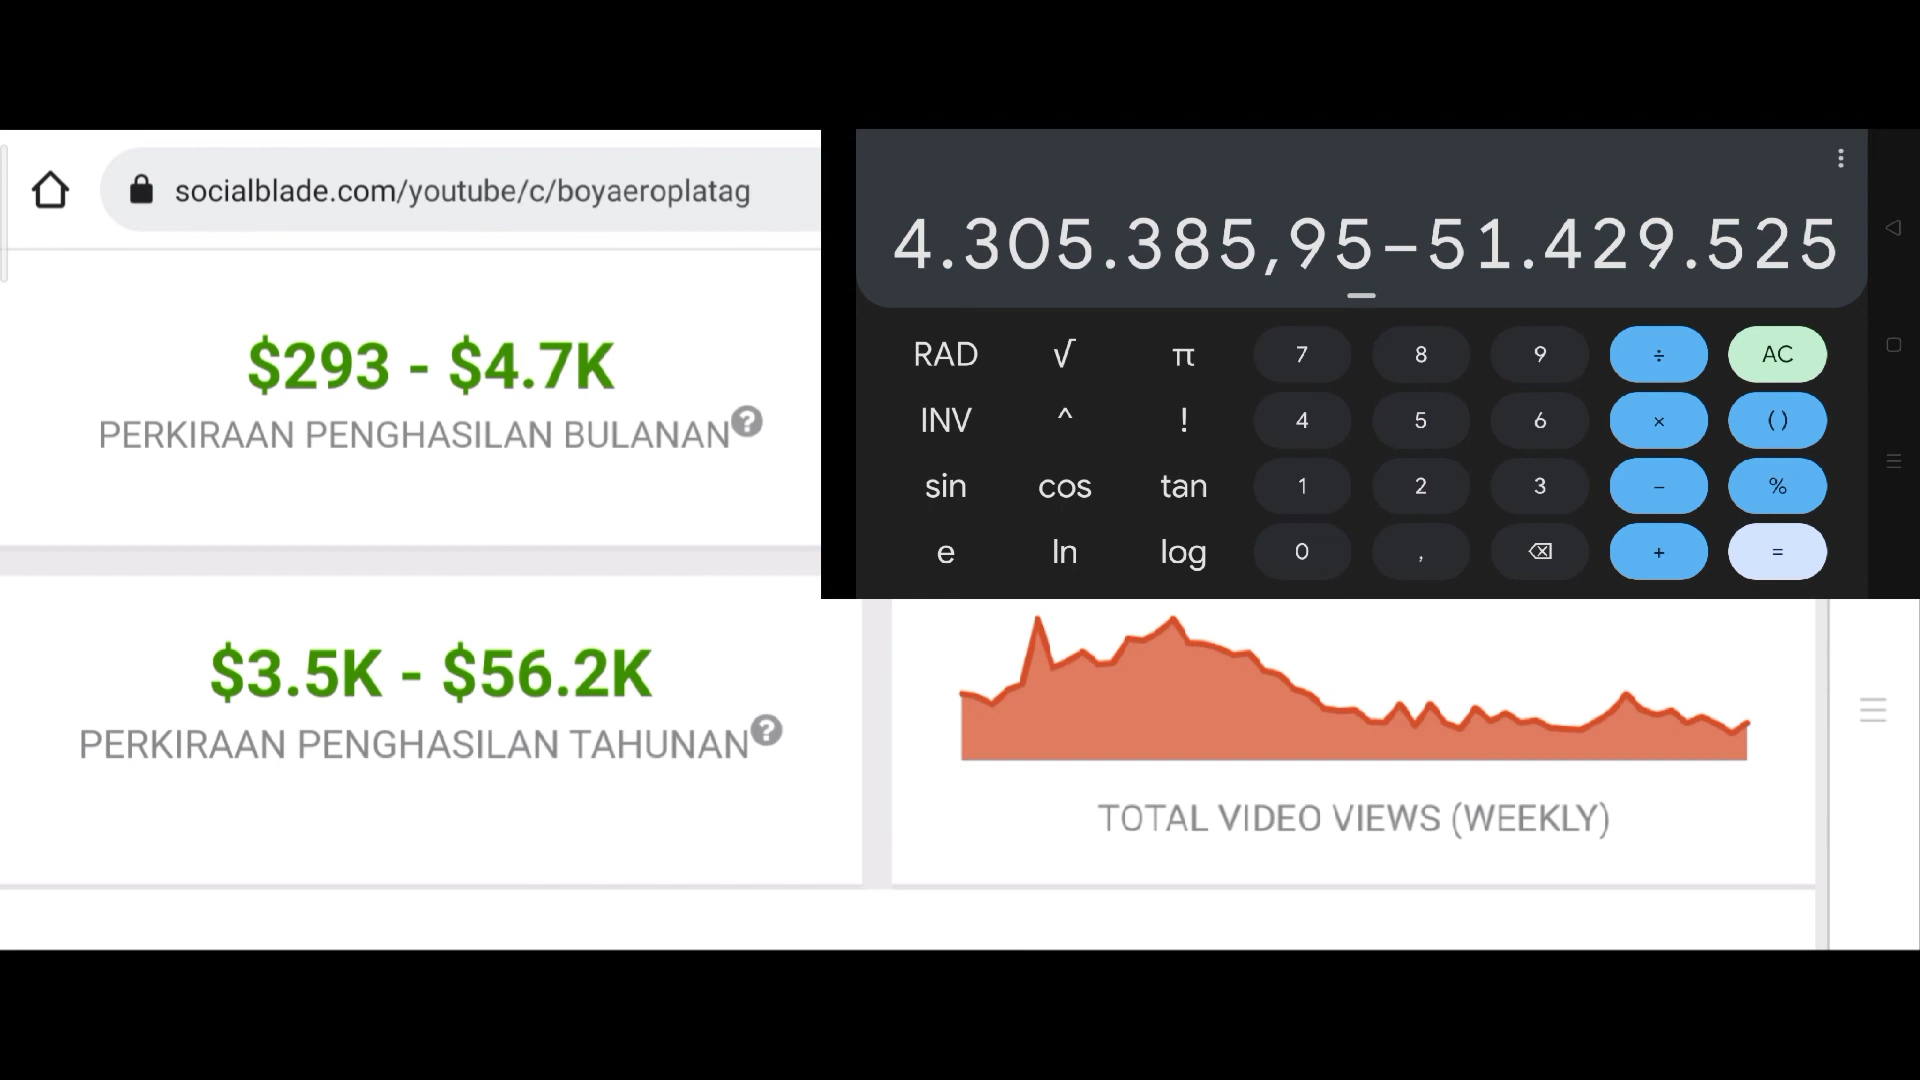 socialblade.com/youtube/c/boyaeroplatag
$293 - $4.7K
PERKIRAAN PENGHASILAN BULANAN?
$3.5K - $56.2K
PERKIRAAN PENGHASILAN TAHUNAN?
4.305.385,95−51.429.525
RAD √ π 7 8 9 ÷ AC
INV ^ ! 4 5 6 × ()
sin cos tan 1 2 3 − %
e ln log 0 , + =
TOTAL VIDEO VIEWS (WEEKLY)